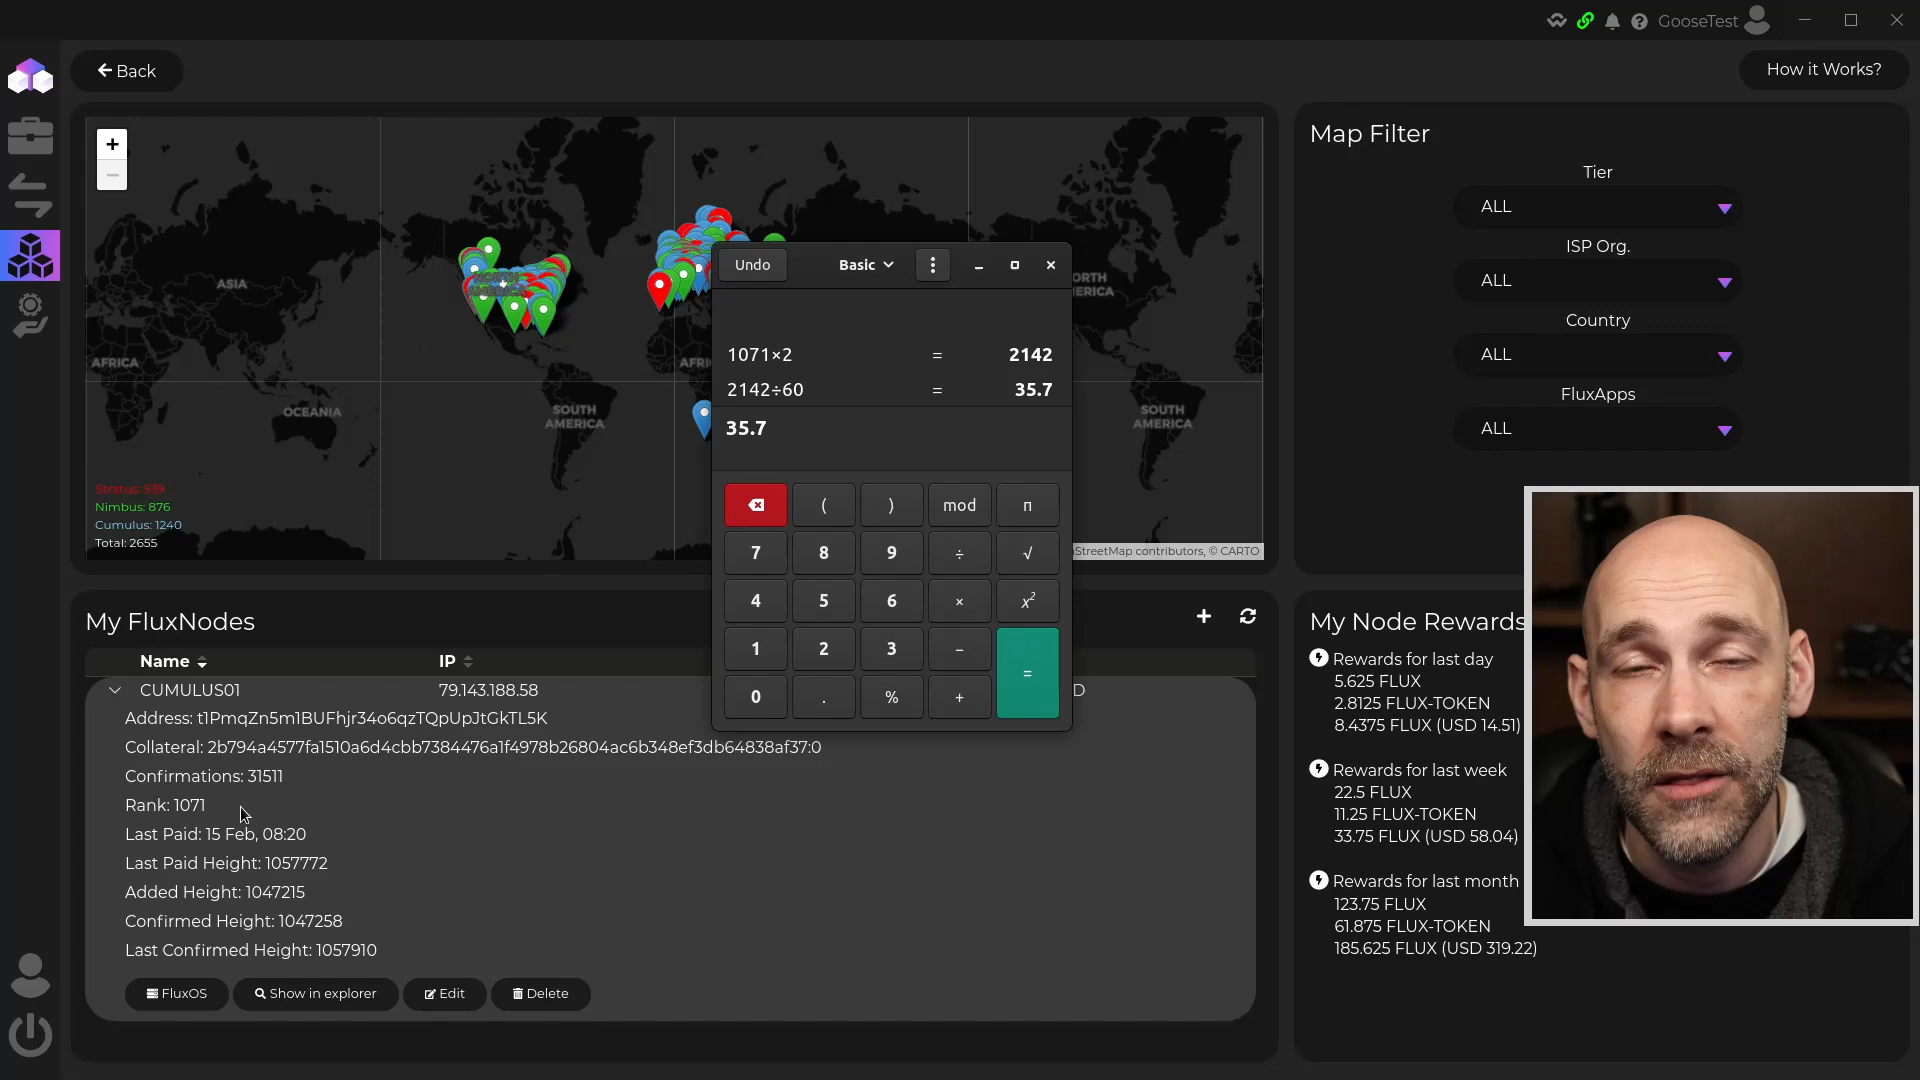 GooseTest
Back
How it Works?
+
−
ASIA
AFRICA
OCEANIA
NORTH
AMERICA
SOUTH
AMERICA
AFRI
ORTH
ERICA
SOUTH
AMERICA
Stratus: 539
Nimbus: 876
Cumulus: 1240
Total: 2655
StreetMap contributors, © CARTO
Map Filter
Tier
ALL
ISP Org.
ALL
Country
ALL
FluxApps
ALL
Undo
Basic
1071×2 = 2142
2142÷60 = 35.7
35.7
( ) mod π
7 8 9 ÷ √
4 5 6 × x²
1 2 3 −
=
0 . % +
My FluxNodes
Name IP
CUMULUS01 79.143.188.58 D
Address: t1PmqZn5m1BUFhjr34o6qzTQpUpJtGkTL5K
Collateral: 2b794a4577fa1510a6d4cbb7384476a1f4978b26804ac6b348ef3db64838af37:0
Confirmations: 31511
Rank: 1071
Last Paid: 15 Feb, 08:20
Last Paid Height: 1057772
Added Height: 1047215
Confirmed Height: 1047258
Last Confirmed Height: 1057910
FluxOS Show in explorer Edit Delete
My Node Rewards
Rewards for last day
5.625 FLUX
2.8125 FLUX-TOKEN
8.4375 FLUX (USD 14.51)
Rewards for last week
22.5 FLUX
11.25 FLUX-TOKEN
33.75 FLUX (USD 58.04)
Rewards for last month
123.75 FLUX
61.875 FLUX-TOKEN
185.625 FLUX (USD 319.22)